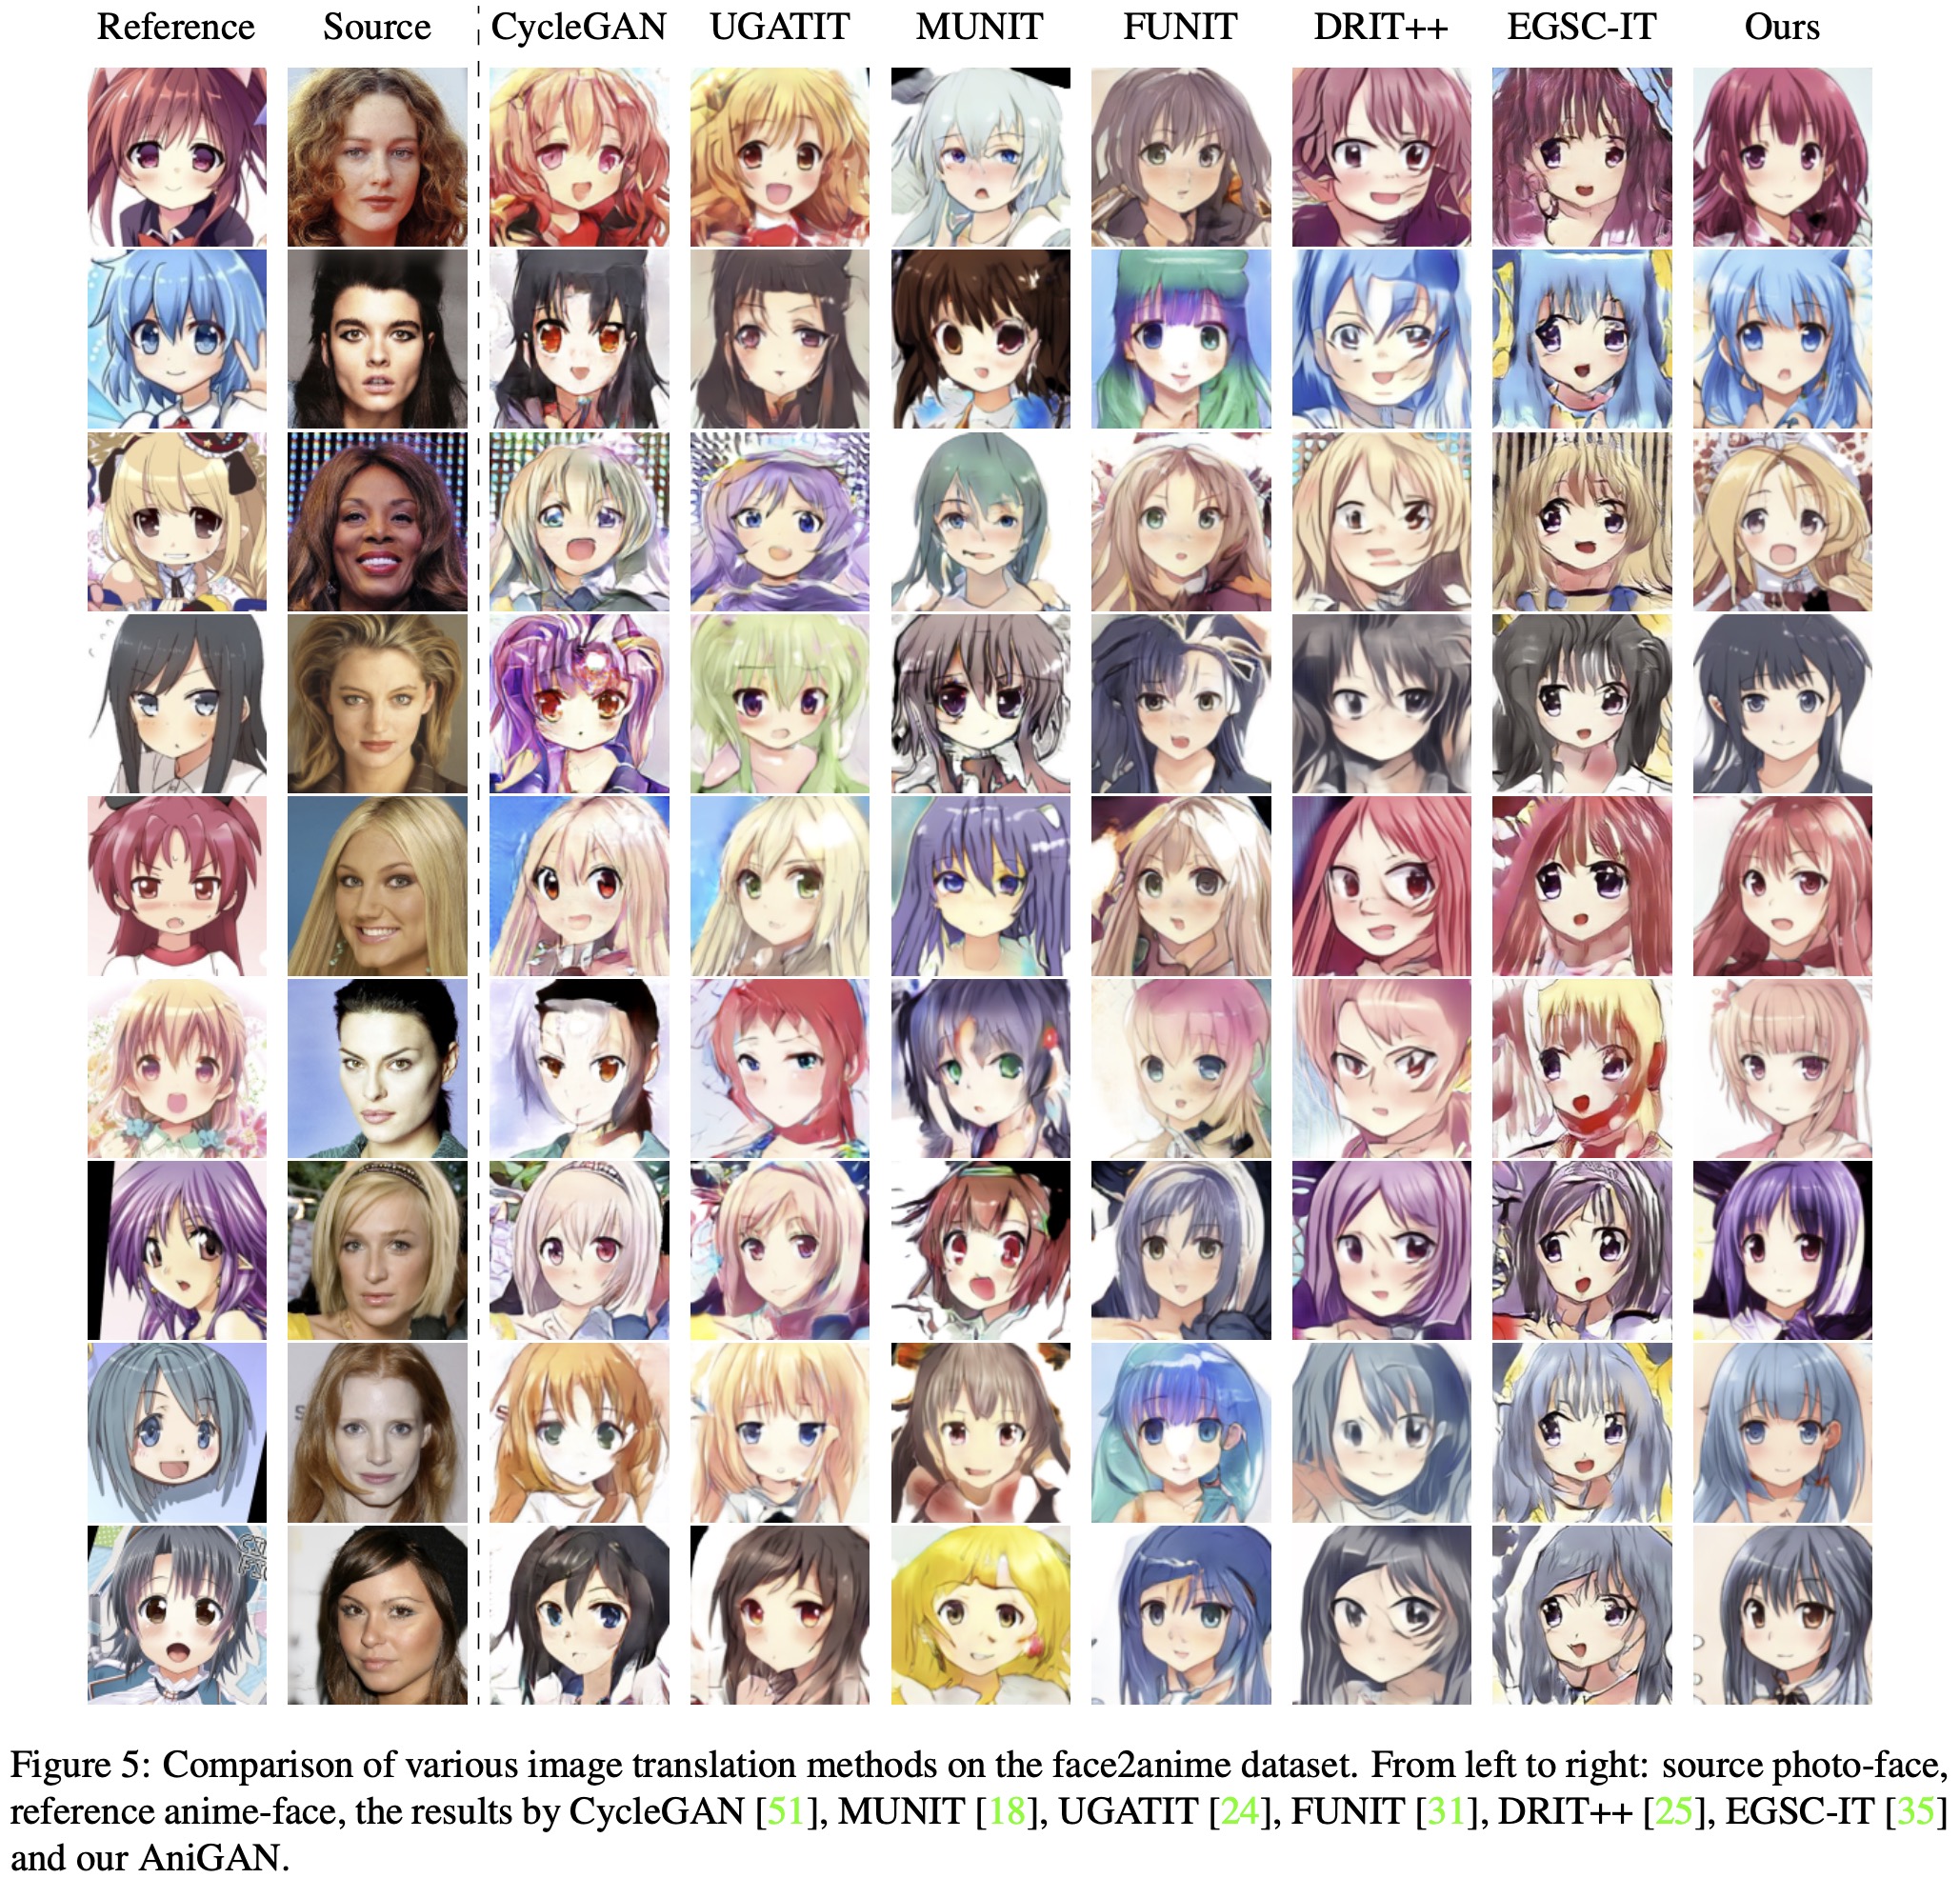 Reference Source CycleGAN UGATIT MUNIT FUNIT DRIT++ EGSC-IT Ours
Figure 5: Comparison of various image translation methods on the face2anime dataset. From left to right: source photo-face,
reference anime-face, the results by CycleGAN [51], MUNIT [18], UGATIT [24], FUNIT [31], DRIT++ [25], EGSC-IT [35]
and our AniGAN.